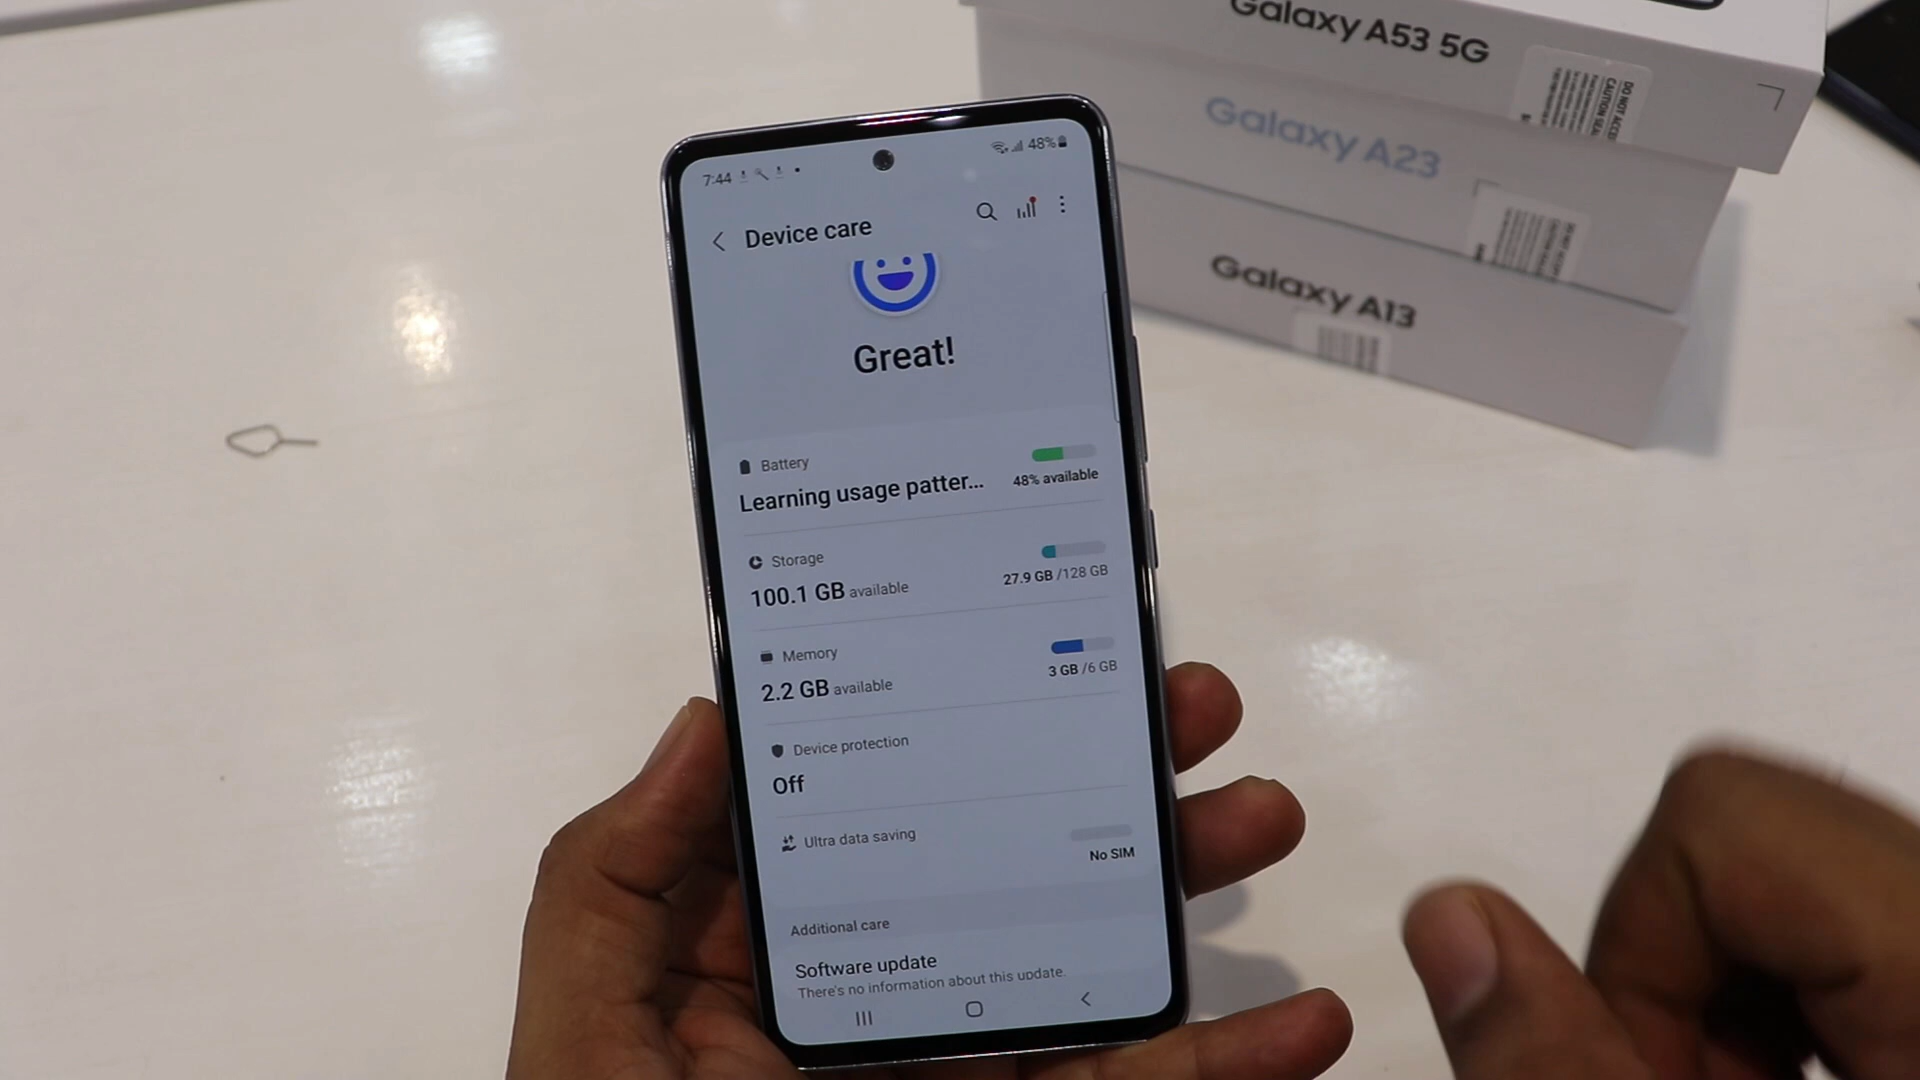 Galaxy A53 5G
Galaxy A23
Galaxy A13
7:44
48%
Device care
Great!
Battery
Learning usage patter...
48% available
Storage
100.1 GB available
27.9 GB /128 GB
Memory
2.2 GB available
3 GB /6 GB
Device protection
Off
Ultra data saving
No SIM
Additional care
Software update
There's no information about this update.